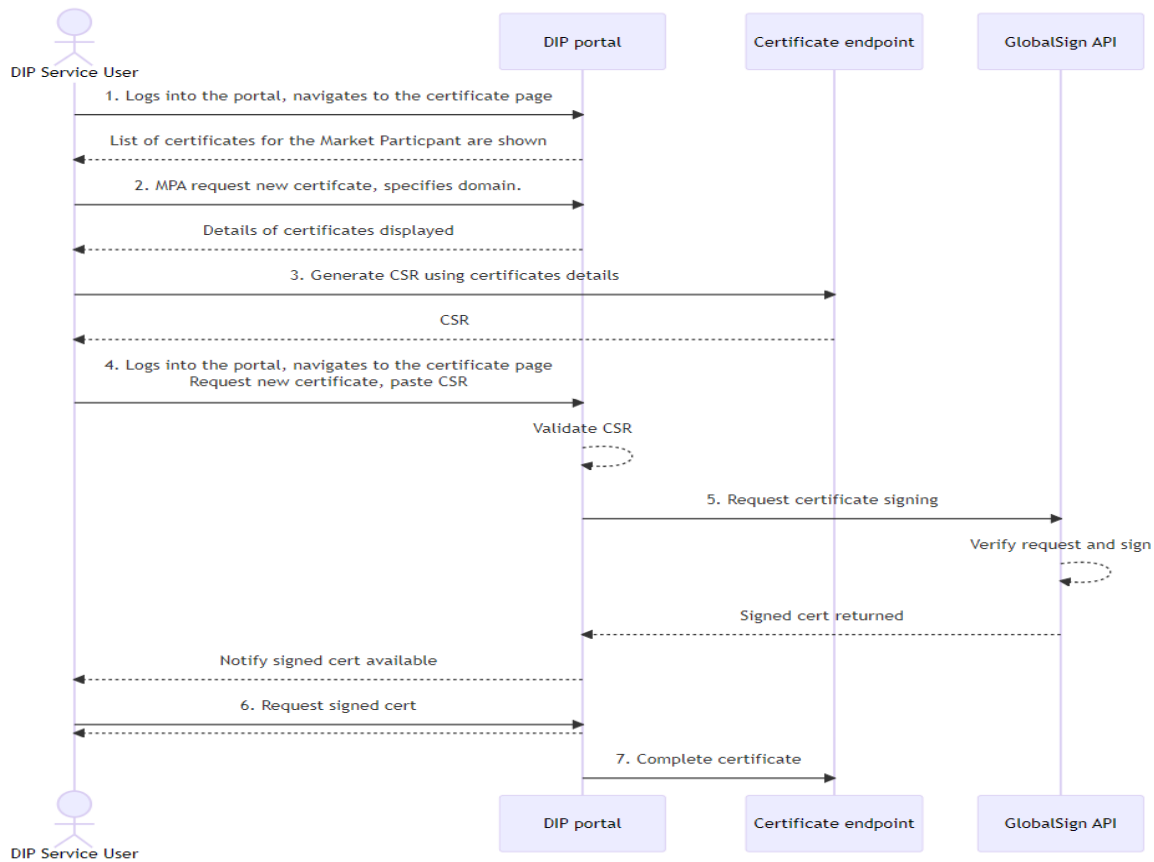 DIP Service User
DIP portal
Certificate endpoint
GlobalSign API
1. Logs into the portal, navigates to the certificate page
List of certificates for the Market Particpant are shown
2. MPA request new certifcate, specifies domain.
Details of certificates displayed
3. Generate CSR using certificates details
CSR
4. Logs into the portal, navigates to the certificate page
Request new certificate, paste CSR
Validate CSR
5. Request certificate signing
Verify request and sign
Signed cert returned
Notify signed cert available
6. Request signed cert
7. Complete certificate
DIP Service User
DIP portal
Certificate endpoint
GlobalSign API